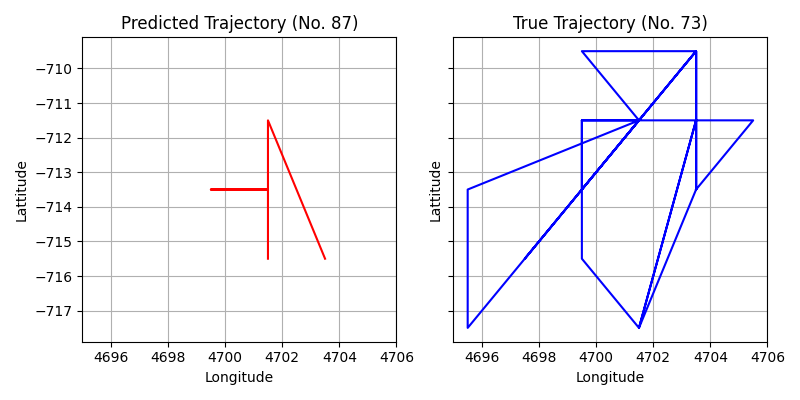 Predicted Trajectory (No. 87)
−710
−711
−712
−713
−714
−715
−716
−717
Lattitude
4696 4698 4700 4702 4704 4706
Longitude
True Trajectory (No. 73)
Lattitude
4696 4698 4700 4702 4704 4706
Longitude